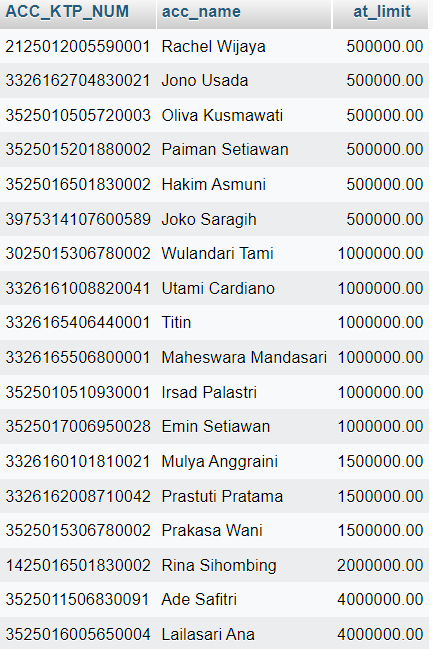 ACC_KTP_NUM acc_name at_limit
2125012005590001 Rachel Wijaya 500000.00
3326162704830021 Jono Usada 500000.00
3525010505720003 Oliva Kusmawati 500000.00
3525015201880002 Paiman Setiawan 500000.00
3525016501830002 Hakim Asmuni 500000.00
3975314107600589 Joko Saragih 500000.00
3025015306780002 Wulandari Tami 1000000.00
3326161008820041 Utami Cardiano 1000000.00
3326165406440001 Titin 1000000.00
3326165506800001 Maheswara Mandasari 1000000.00
3525010510930001 Irsad Palastri 1000000.00
3525017006950028 Emin Setiawan 1000000.00
3326160101810021 Mulya Anggraini 1500000.00
3326162008710042 Prastuti Pratama 1500000.00
3525015306780002 Prakasa Wani 1500000.00
1425016501830002 Rina Sihombing 2000000.00
3525011506830091 Ade Safitri 4000000.00
3525016005650004 Lailasari Ana 4000000.00